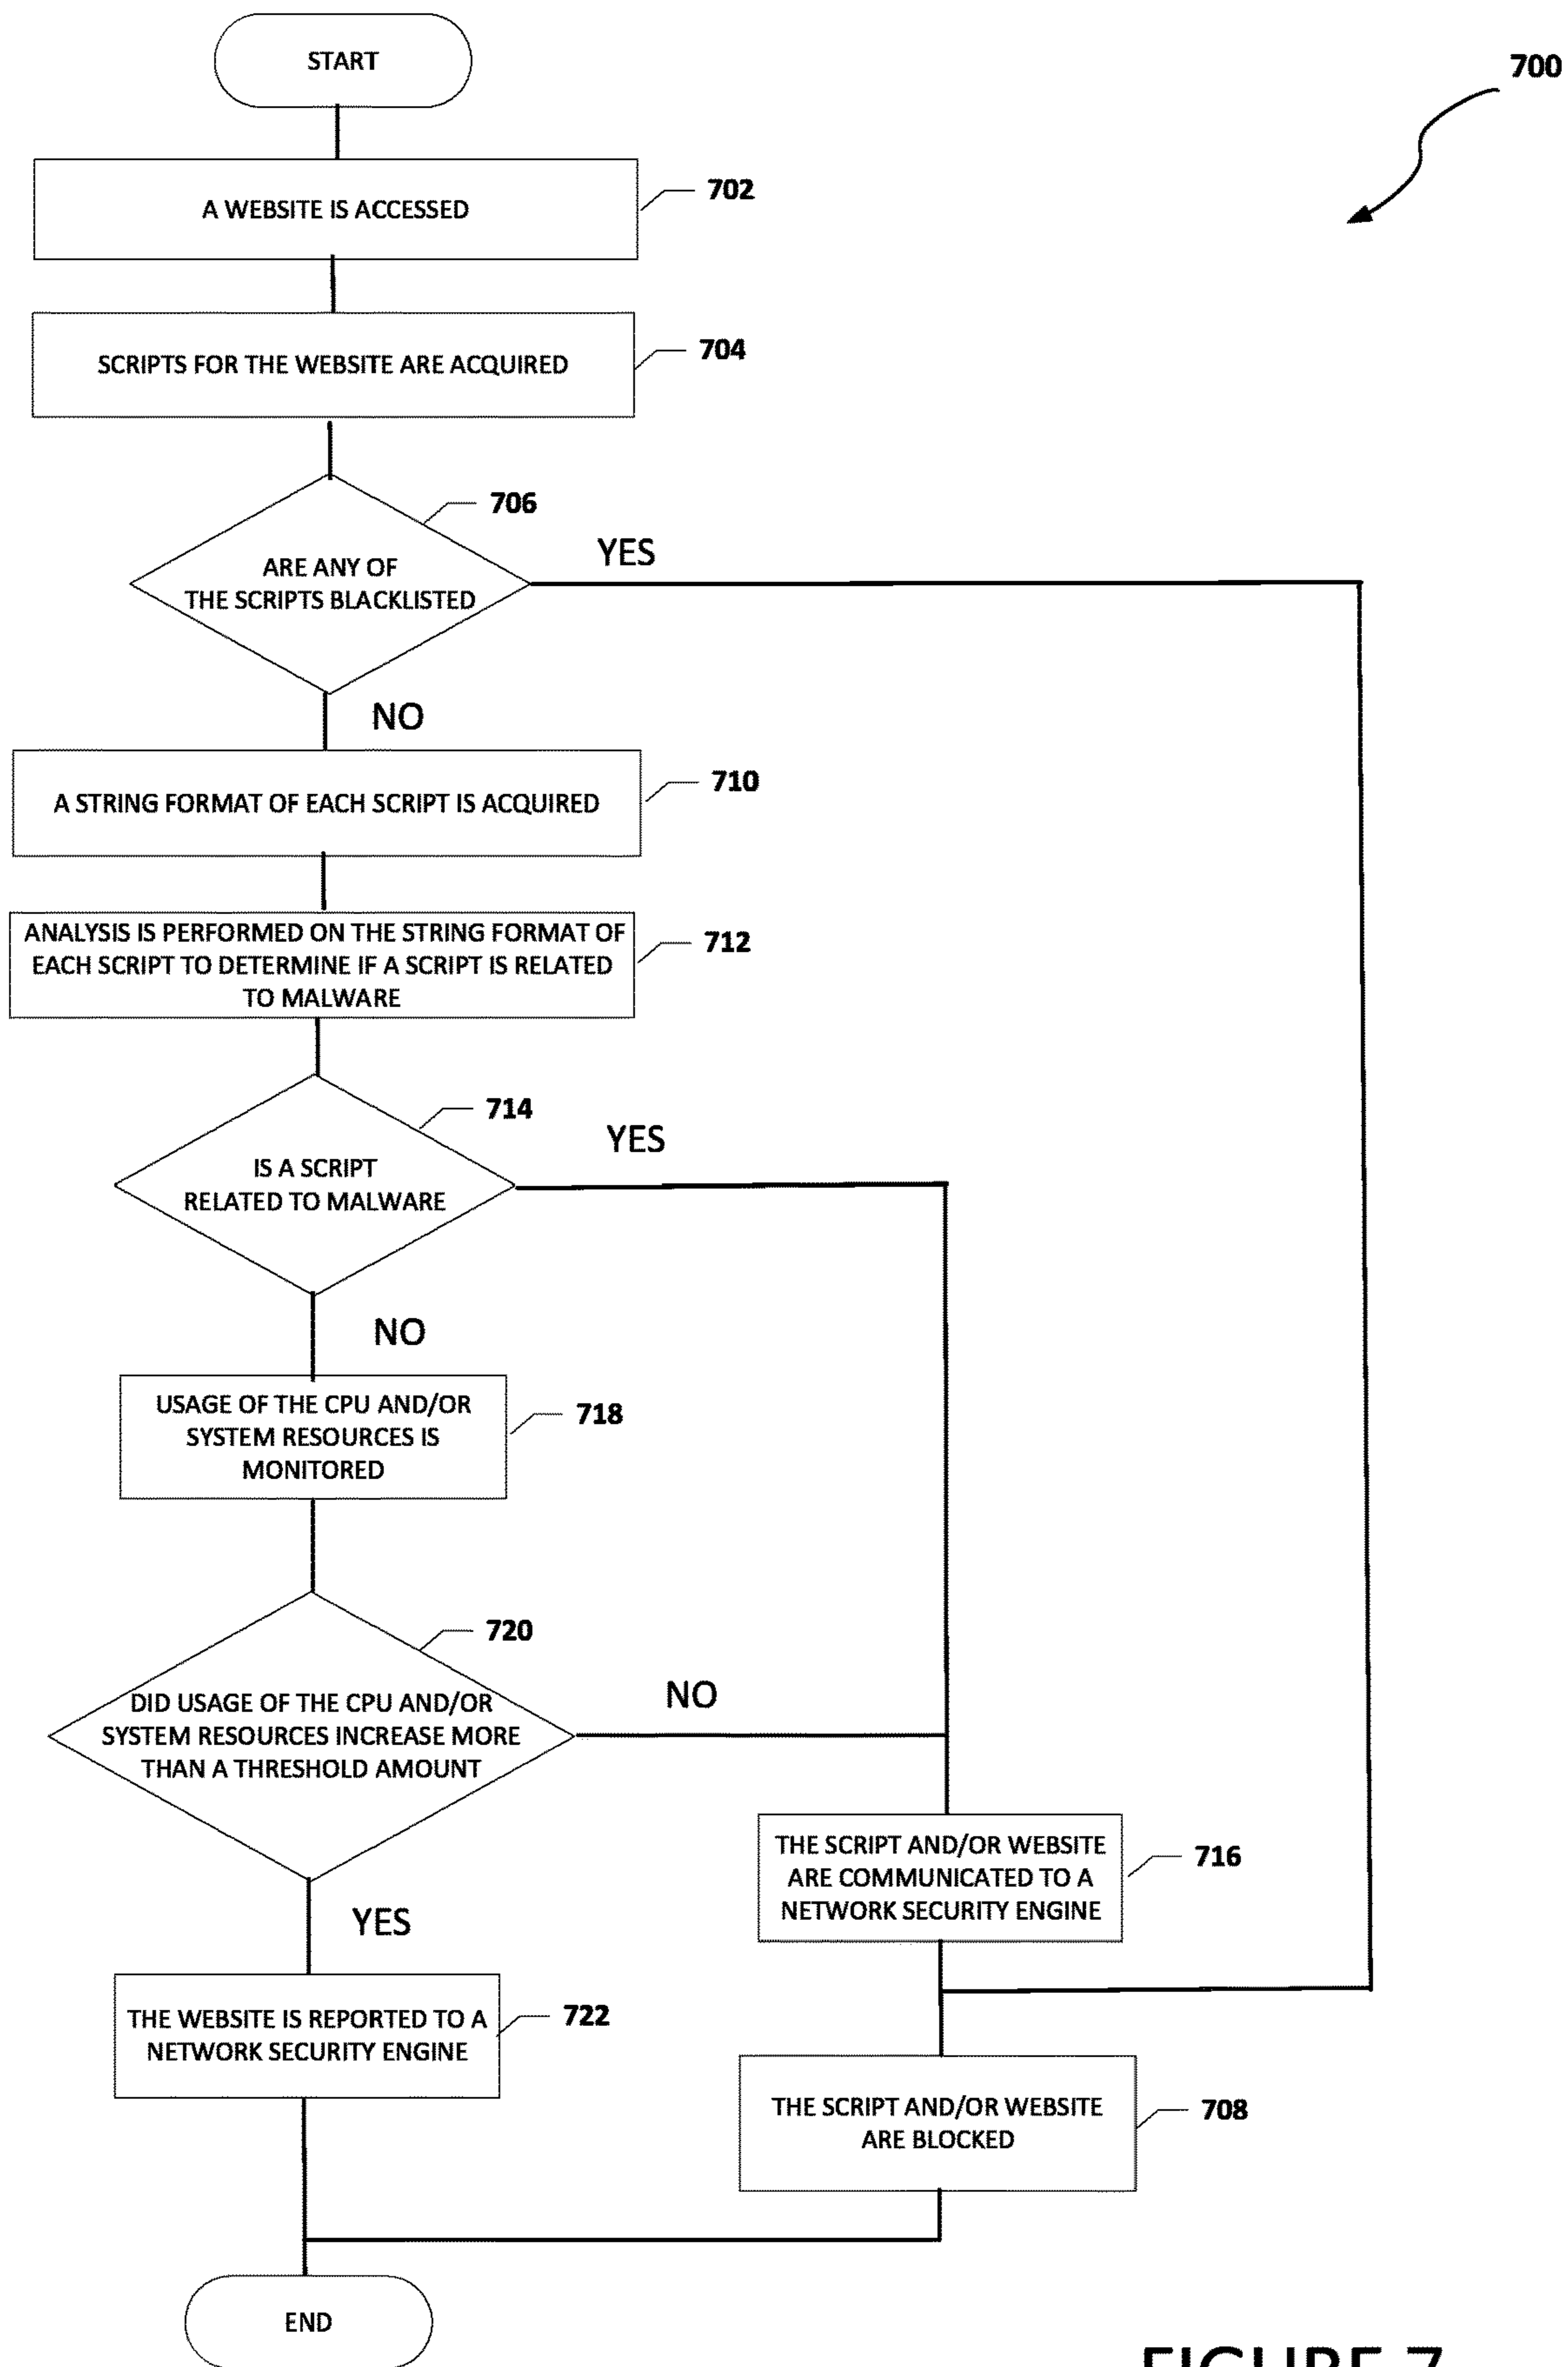 START
700
A WEBSITE IS ACCESSED
702
SCRIPTS FOR THE WEBSITE ARE ACQUIRED
704
706
ARE ANY OF
THE SCRIPTS BLACKLISTED
YES
NO
A STRING FORMAT OF EACH SCRIPT IS ACQUIRED
710
ANALYSIS IS PERFORMED ON THE STRING FORMAT OF
EACH SCRIPT TO DETERMINE IF A SCRIPT IS RELATED
TO MALWARE
712
714
IS A SCRIPT
RELATED TO MALWARE
YES
NO
USAGE OF THE CPU AND/OR
SYSTEM RESOURCES IS
MONITORED
718
720
DID USAGE OF THE CPU AND/OR
SYSTEM RESOURCES INCREASE MORE
THAN A THRESHOLD AMOUNT
NO
YES
THE SCRIPT AND/OR WEBSITE
ARE COMMUNICATED TO A
NETWORK SECURITY ENGINE
716
THE WEBSITE IS REPORTED TO A
NETWORK SECURITY ENGINE
722
THE SCRIPT AND/OR WEBSITE
ARE BLOCKED
708
END
FIGURE 7